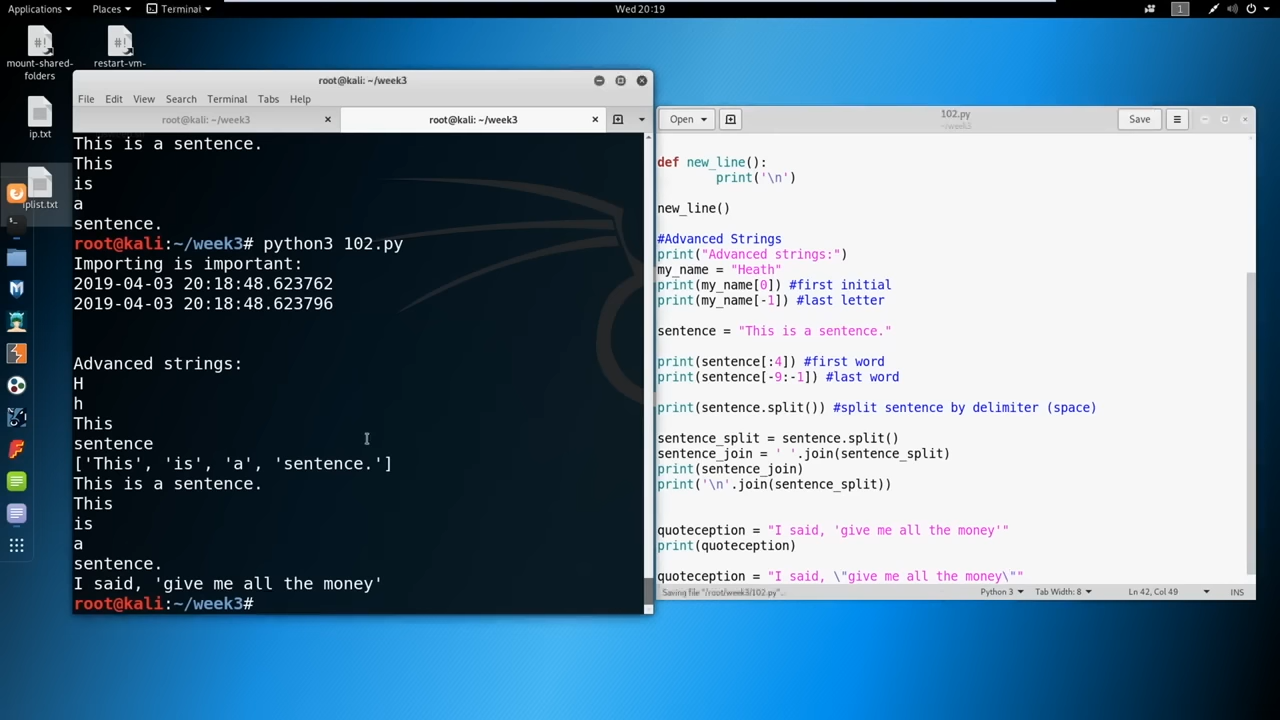 Applications Places Terminal Wed 20:19 1
mount-shared-folders
restart-vm-
ip.txt
iplist.txt
root@kali: ~/week3
File Edit View Search Terminal Tabs Help
root@kali: ~/week3 root@kali: ~/week3
This is a sentence.
This
is
a
sentence.
root@kali:~/week3# python3 102.py
Importing is important:
2019-04-03 20:18:48.623762
2019-04-03 20:18:48.623796
Advanced strings:
H
h
This
sentence
['This', 'is', 'a', 'sentence.']
This is a sentence.
This
is
a
sentence.
I said, 'give me all the money'
root@kali:~/week3#
Open 102.py Save
~/week3
def new_line():
print('\n')
new_line()
#Advanced Strings
print("Advanced strings:")
my_name = "Heath"
print(my_name[0]) #first initial
print(my_name[-1]) #last letter
sentence = "This is a sentence."
print(sentence[:4]) #first word
print(sentence[-9:-1]) #last word
print(sentence.split()) #split sentence by delimiter (space)
sentence_split = sentence.split()
sentence_join = ' '.join(sentence_split)
print(sentence_join)
print('\n'.join(sentence_split))
quoteception = "I said, 'give me all the money'"
print(quoteception)
quoteception = "I said, \"give me all the money\""
Saving file "/root/week3/102.py"... Python 3 Tab Width: 8 Ln 42, Col 49 INS